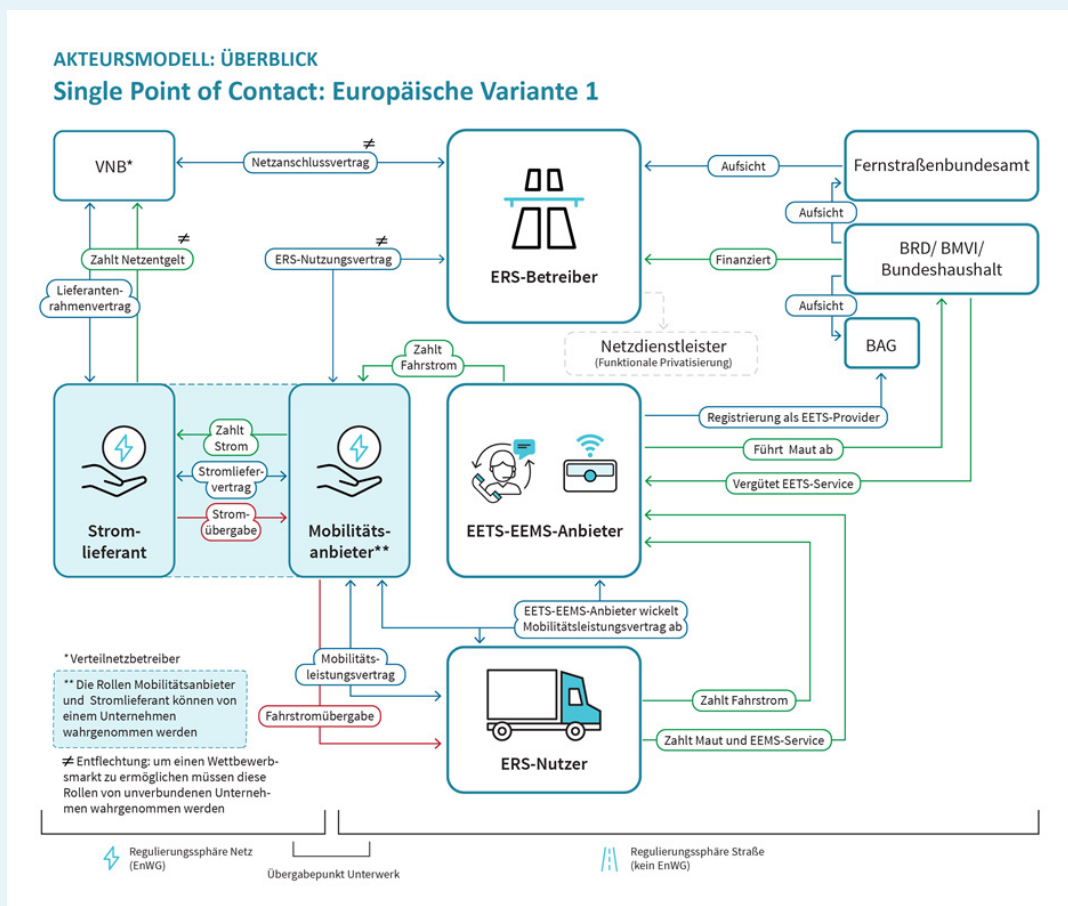 AKTEURSMODELL: ÜBERBLICK
Single Point of Contact: Europäische Variante 1
VNB*
≠
Netzanschlussvertrag
ERS-Betreiber
Aufsicht
Fernstraßenbundesamt
Aufsicht
≠
Zahlt Netzentgelt
≠
ERS-Nutzungsvertrag
Finanziert
BRD/ BMVI/
Bundeshaushalt
Lieferanten-
rahmenvertrag
Aufsicht
BAG
Netzdienstleister
(Funktionale Privatisierung)
Zahlt
Fahrstrom
Zahlt
Strom
Stromliefer-
vertrag
Strom-
übergabe
Strom-
lieferant
Mobilitäts-
anbieter**
EETS-EEMS-Anbieter
Registrierung als EETS-Provider
Führt Maut ab
Vergütet EETS-Service
EETS-EEMS-Anbieter wickelt
Mobilitätsleistungsvertrag ab
Mobilitäts-
leistungsvertrag
Fahrstromübergabe
ERS-Nutzer
Zahlt Fahrstrom
Zahlt Maut und EEMS-Service
*Verteilnetzbetreiber
** Die Rollen Mobilitätsanbieter
und Stromlieferant können von
einem Unternehmen
wahrgenommen werden
≠ Entflechtung: um einen Wettbewerb-
smarkt zu ermöglichen müssen diese
Rollen von unverbundenen Unterneh-
men wahrgenommen werden
Regulierungssphäre Netz
(EnWG)
Übergabepunkt Unterwerk
Regulierungssphäre Straße
(kein EnWG)